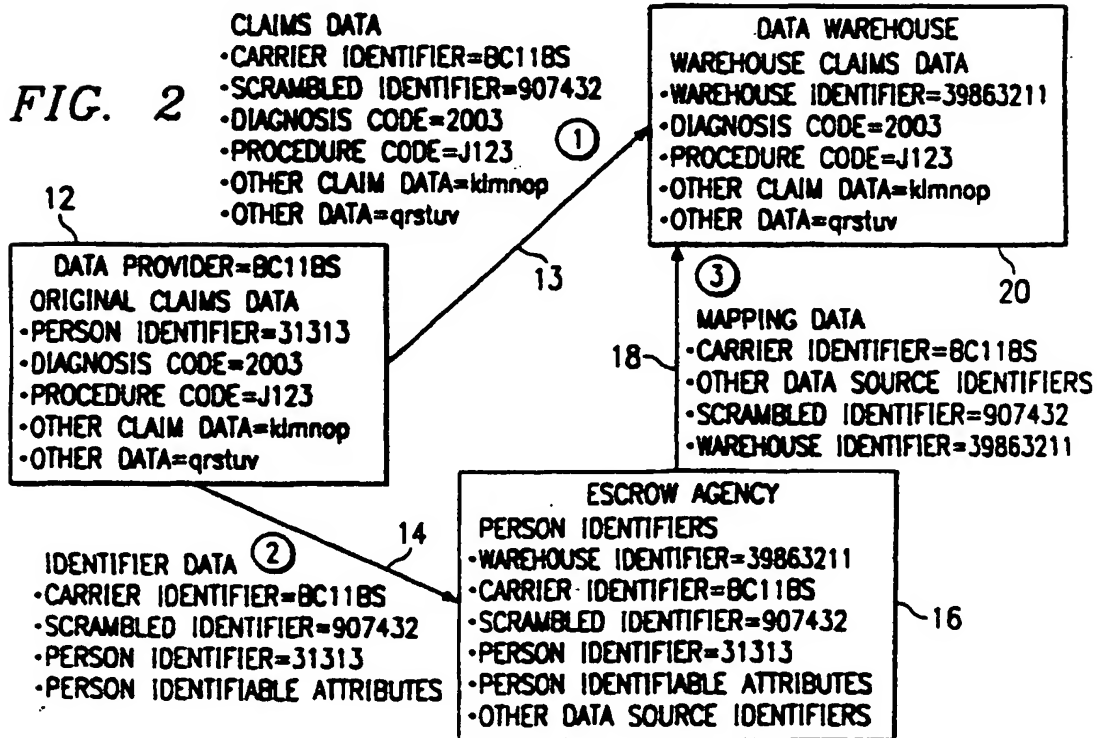 FIG. 2
CLAIMS DATA
•CARRIER IDENTIFIER=BC11BS
•SCRAMBLED IDENTIFIER=907432
•DIAGNOSIS CODE=2003
•PROCEDURE CODE=J123
•OTHER CLAIM DATA=klmnop
•OTHER DATA=qrstuv
1
13
DATA WAREHOUSE
WAREHOUSE CLAIMS DATA
•WAREHOUSE IDENTIFIER=39863211
•DIAGNOSIS CODE=2003
•PROCEDURE CODE=J123
•OTHER CLAIM DATA=klmnop
•OTHER DATA=qrstuv
20
12
DATA PROVIDER=BC11BS
ORIGINAL CLAIMS DATA
•PERSON IDENTIFIER=31313
•DIAGNOSIS CODE=2003
•PROCEDURE CODE=J123
•OTHER CLAIM DATA=klmnop
•OTHER DATA=qrstuv
3
18
MAPPING DATA
•CARRIER IDENTIFIER=BC11BS
•OTHER DATA SOURCE IDENTIFIERS
•SCRAMBLED IDENTIFIER=907432
•WAREHOUSE IDENTIFIER=39863211
2
14
IDENTIFIER DATA
•CARRIER IDENTIFIER=BC11BS
•SCRAMBLED IDENTIFIER=907432
•PERSON IDENTIFIER=31313
•PERSON IDENTIFIABLE ATTRIBUTES
ESCROW AGENCY
PERSON IDENTIFIERS
•WAREHOUSE IDENTIFIER=39863211
•CARRIER IDENTIFIER=BC11BS
•SCRAMBLED IDENTIFIER=907432
•PERSON IDENTIFIER=31313
•PERSON IDENTIFIABLE ATTRIBUTES
•OTHER DATA SOURCE IDENTIFIERS
16